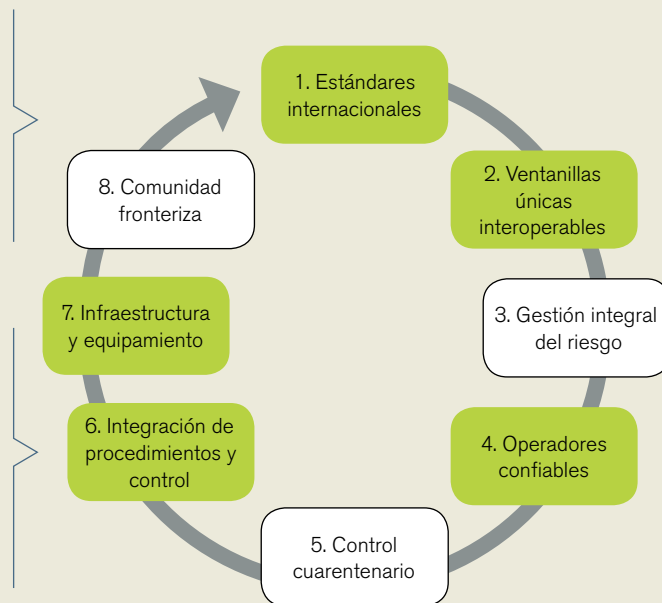 1. Estándares
internacionales
2. Ventanillas
únicas
interoperables
3. Gestión integral
del riesgo
4. Operadores
confiables
5. Control
cuarentenario
6. Integración de
procedimientos y
control
7. Infraestructura
y equipamiento
8. Comunidad
fronteriza